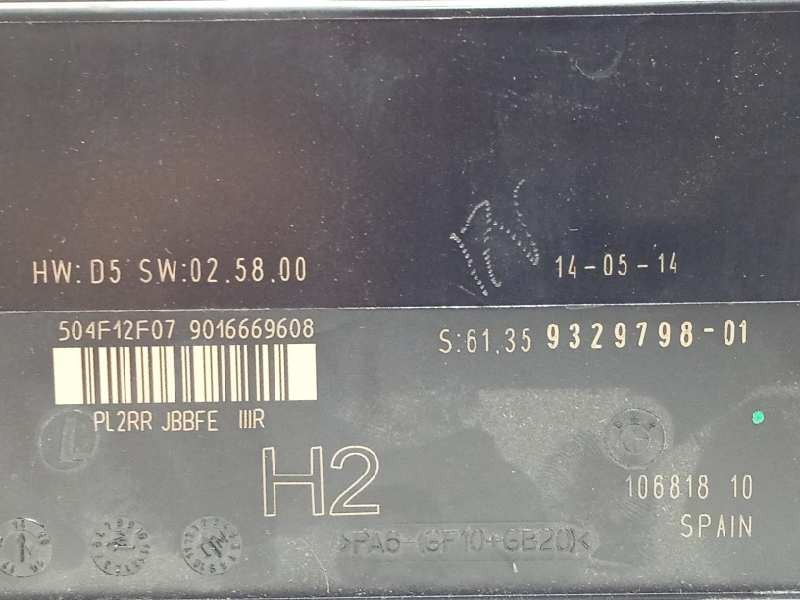 HW: D5 SW:02.58.00
14-05-14
504F12F07 9016669608
S:61.35 9329798-01
PL2RR JBBFE IIIR
H2
106818 10
SPAIN
>PA6-(GF10+GB20)<